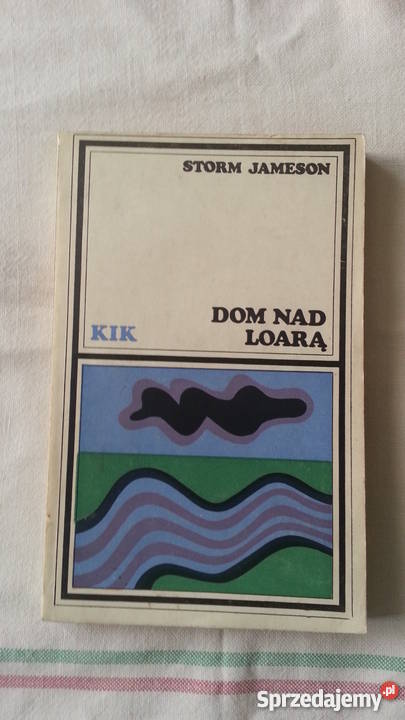 STORM JAMESON
DOM NAD
LOARĄ
KIK
Sprzedajemy.pl